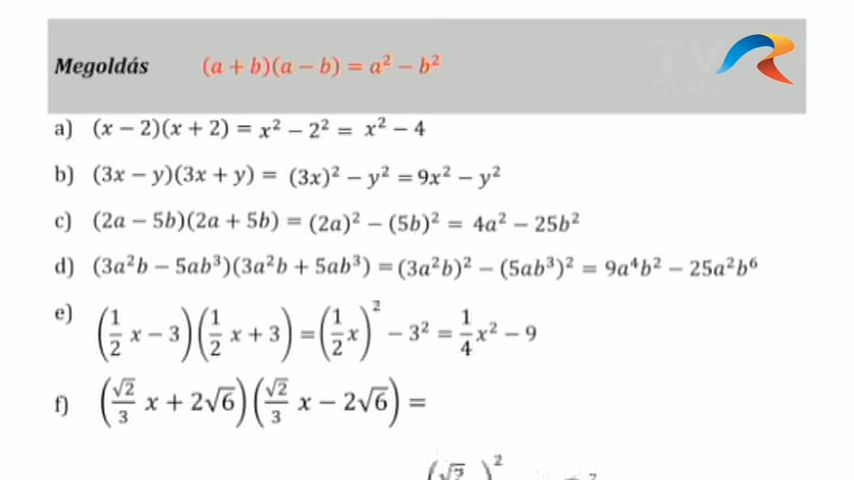 Megoldás (a + b)(a − b) = a² − b²
a) (x − 2)(x + 2) = x² − 2² = x² − 4
b) (3x − y)(3x + y) = (3x)² − y² = 9x² − y²
c) (2a − 5b)(2a + 5b) = (2a)² − (5b)² = 4a² − 25b²
d) (3a²b − 5ab³)(3a²b + 5ab³) = (3a²b)² − (5ab³)² = 9a⁴b² − 25a²b⁶
e) (1/2 x − 3)(1/2 x + 3) = (1/2 x)² − 3² = 1/4 x² − 9
f) (√2/3 x + 2√6)(√2/3 x − 2√6) =